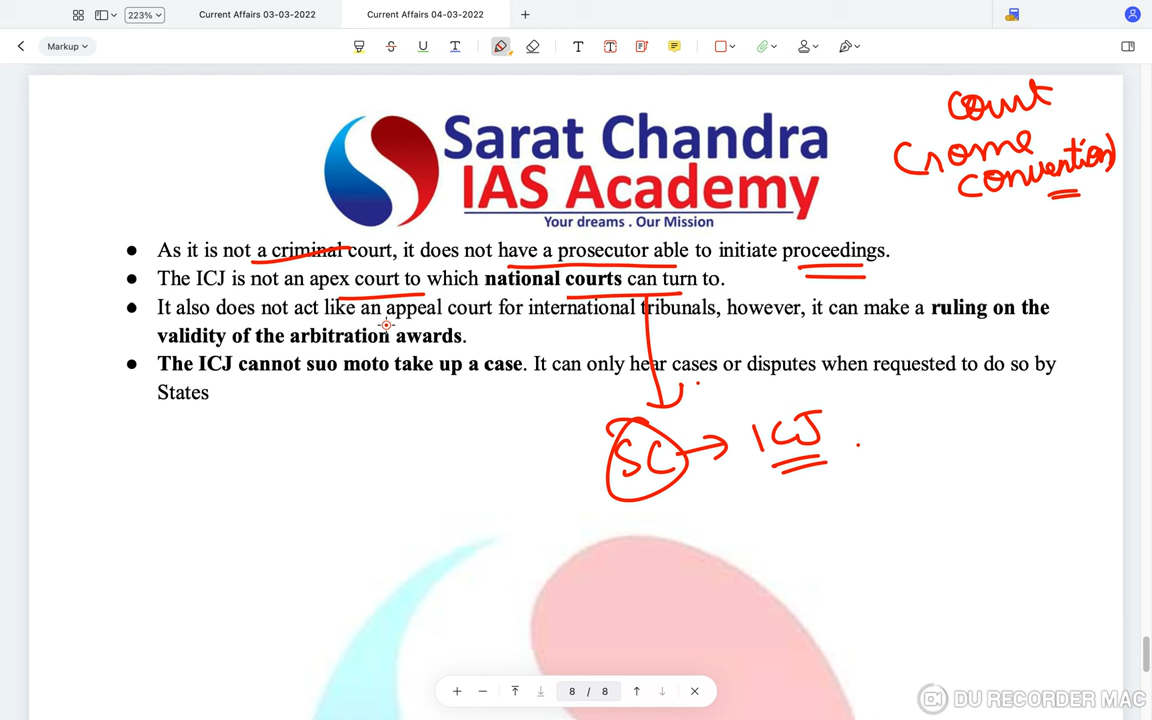 223%
Current Affairs 03-03-2022
Current Affairs 04-03-2022
Markup
court
(rome
convention)
Sarat Chandra
IAS Academy
Your dreams . Our Mission
● As it is not a criminal court, it does not have a prosecutor able to initiate proceedings.
● The ICJ is not an apex court to which national courts can turn to.
● It also does not act like an appeal court for international tribunals, however, it can make a ruling on the
validity of the arbitration awards.
● The ICJ cannot suo moto take up a case. It can only hear cases or disputes when requested to do so by
States
SC → ICJ
8 / 8
DU RECORDER MAC